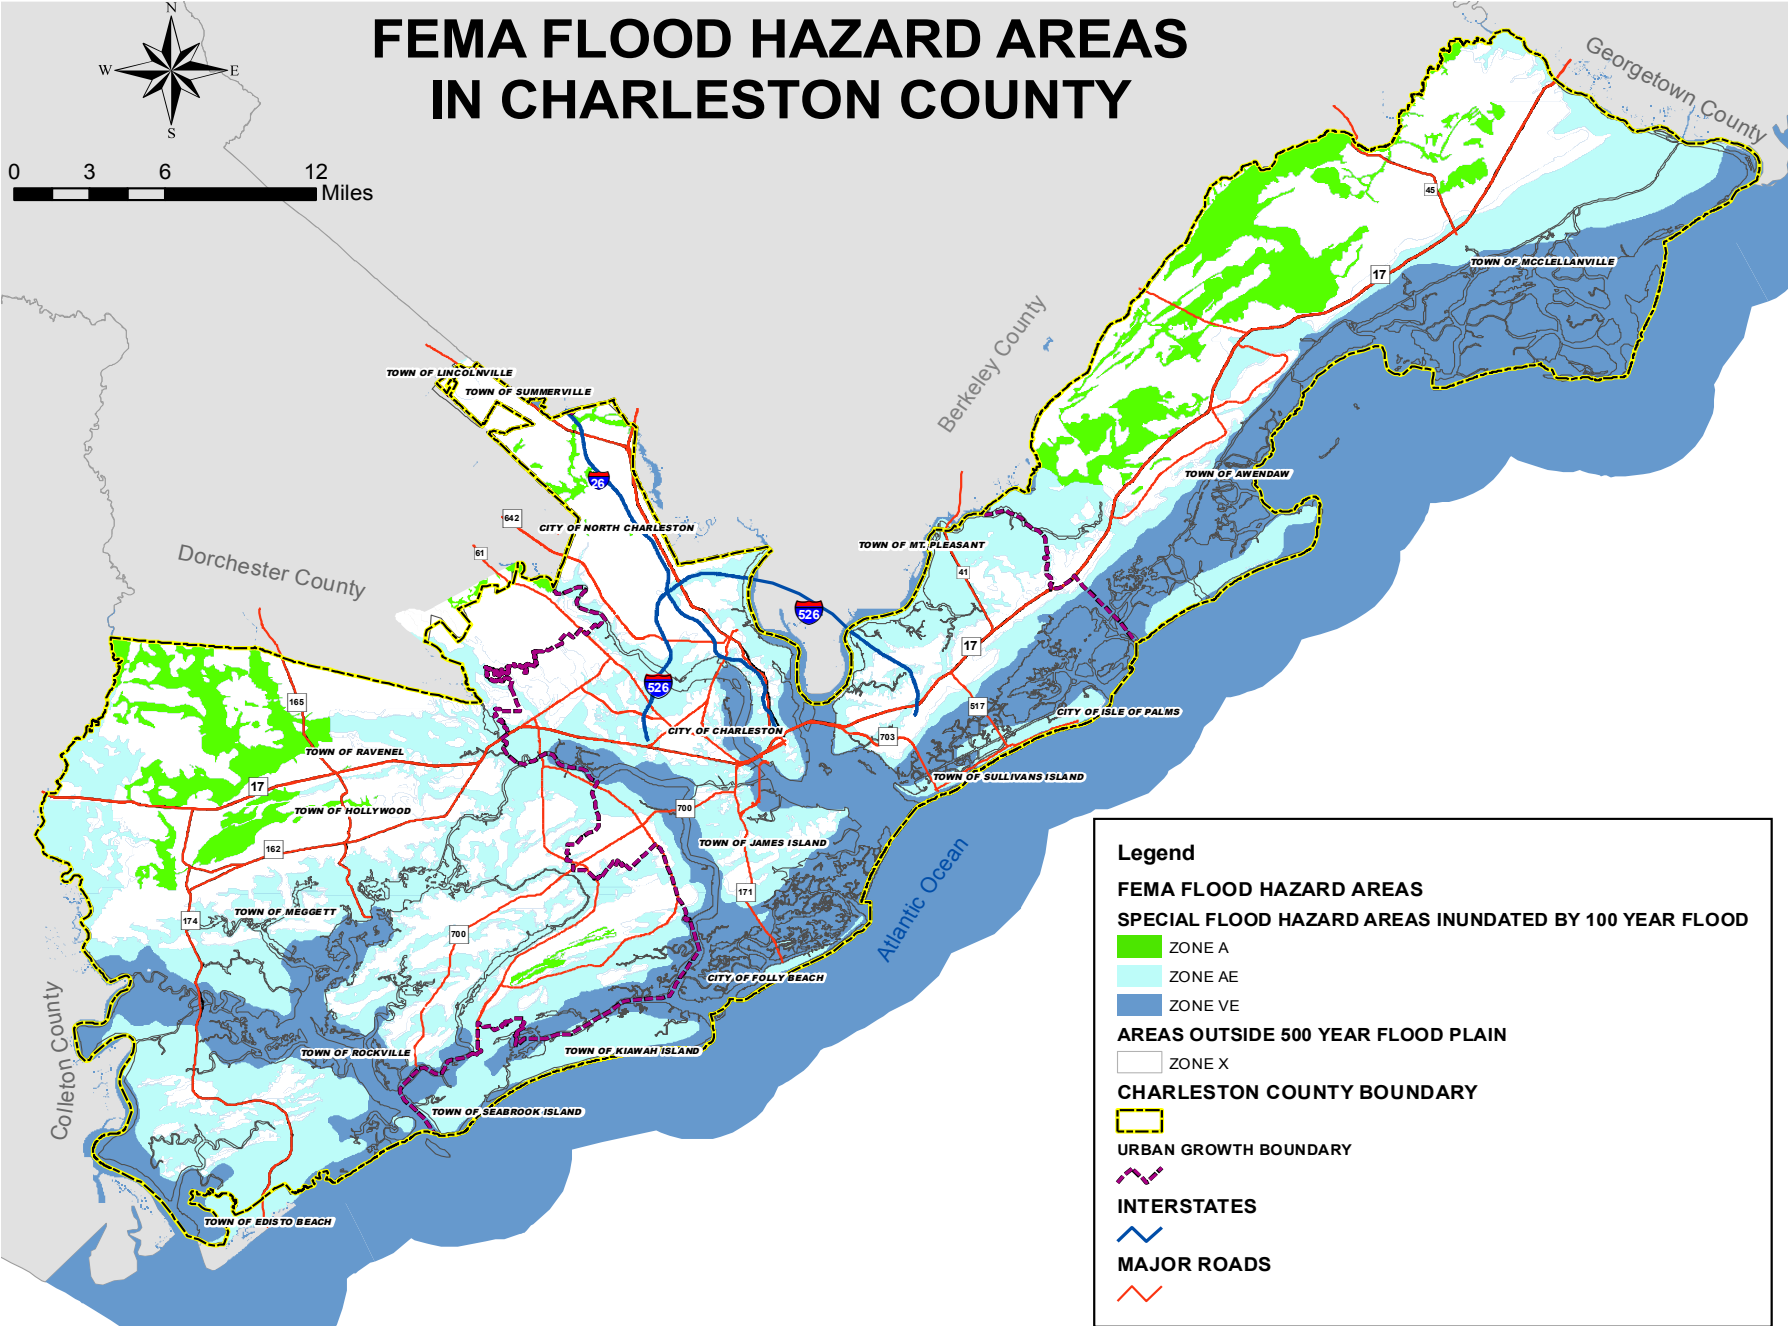 FEMA FLOOD HAZARD AREAS
IN CHARLESTON COUNTY
N
W
E
S
0
3
6
12
Miles
Georgetown County
Berkeley County
Dorchester County
Colleton County
Atlantic Ocean
45
17
TOWN OF MCCLELLANVILLE
TOWN OF LINCOLNVILLE
TOWN OF SUMMERVILLE
26
TOWN OF AWENDAW
642
CITY OF NORTH CHARLESTON
61
TOWN OF MT. PLEASANT
41
526
17
526
165
517
CITY OF ISLE OF PALMS
CITY OF CHARLESTON
703
TOWN OF RAVENEL
TOWN OF SULLIVANS ISLAND
17
TOWN OF HOLLYWOOD
700
162
TOWN OF JAMES ISLAND
171
TOWN OF MEGGETT
174
700
CITY OF FOLLY BEACH
TOWN OF ROCKVILLE
TOWN OF KIAWAH ISLAND
TOWN OF SEABROOK ISLAND
TOWN OF EDISTO BEACH
Legend
FEMA FLOOD HAZARD AREAS
SPECIAL FLOOD HAZARD AREAS INUNDATED BY 100 YEAR FLOOD
ZONE A
ZONE AE
ZONE VE
AREAS OUTSIDE 500 YEAR FLOOD PLAIN
ZONE X
CHARLESTON COUNTY BOUNDARY
URBAN GROWTH BOUNDARY
INTERSTATES
MAJOR ROADS